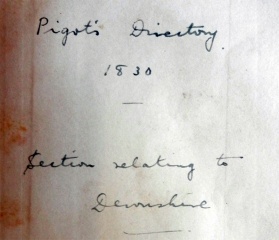 Pigot's Directory.
1830
Section relating to
Devonshire